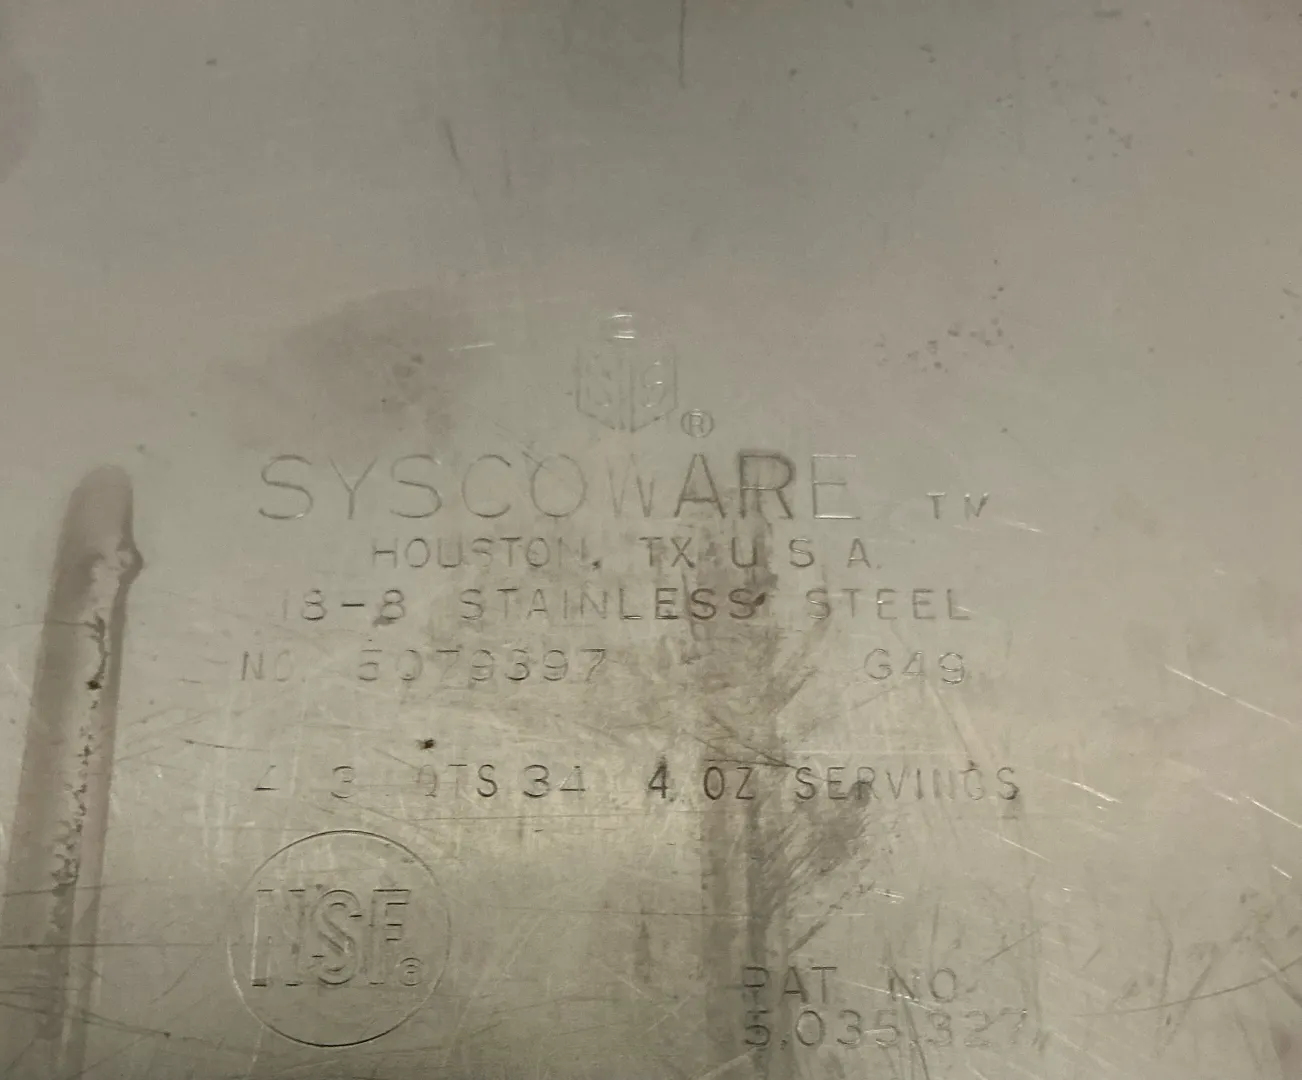 ®
SYSCOWARE TM
HOUSTON, TX U S A.
18-8 STAINLESS STEEL
NO. 5079397 G49
4 3 QTS 34 4 OZ SERVINGS
NSF®
PAT NO.
5,035,327